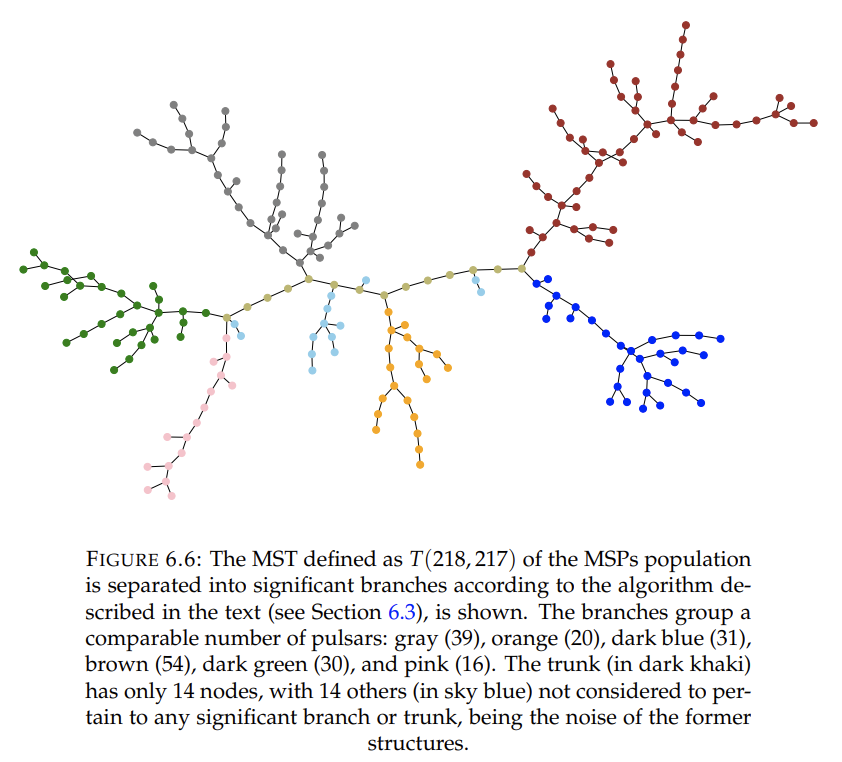 FIGURE 6.6: The MST defined as T(218, 217) of the MSPs population
is separated into significant branches according to the algorithm de-
scribed in the text (see Section 6.3), is shown. The branches group a
comparable number of pulsars: gray (39), orange (20), dark blue (31),
brown (54), dark green (30), and pink (16). The trunk (in dark khaki)
has only 14 nodes, with 14 others (in sky blue) not considered to per-
tain to any significant branch or trunk, being the noise of the former
structures.